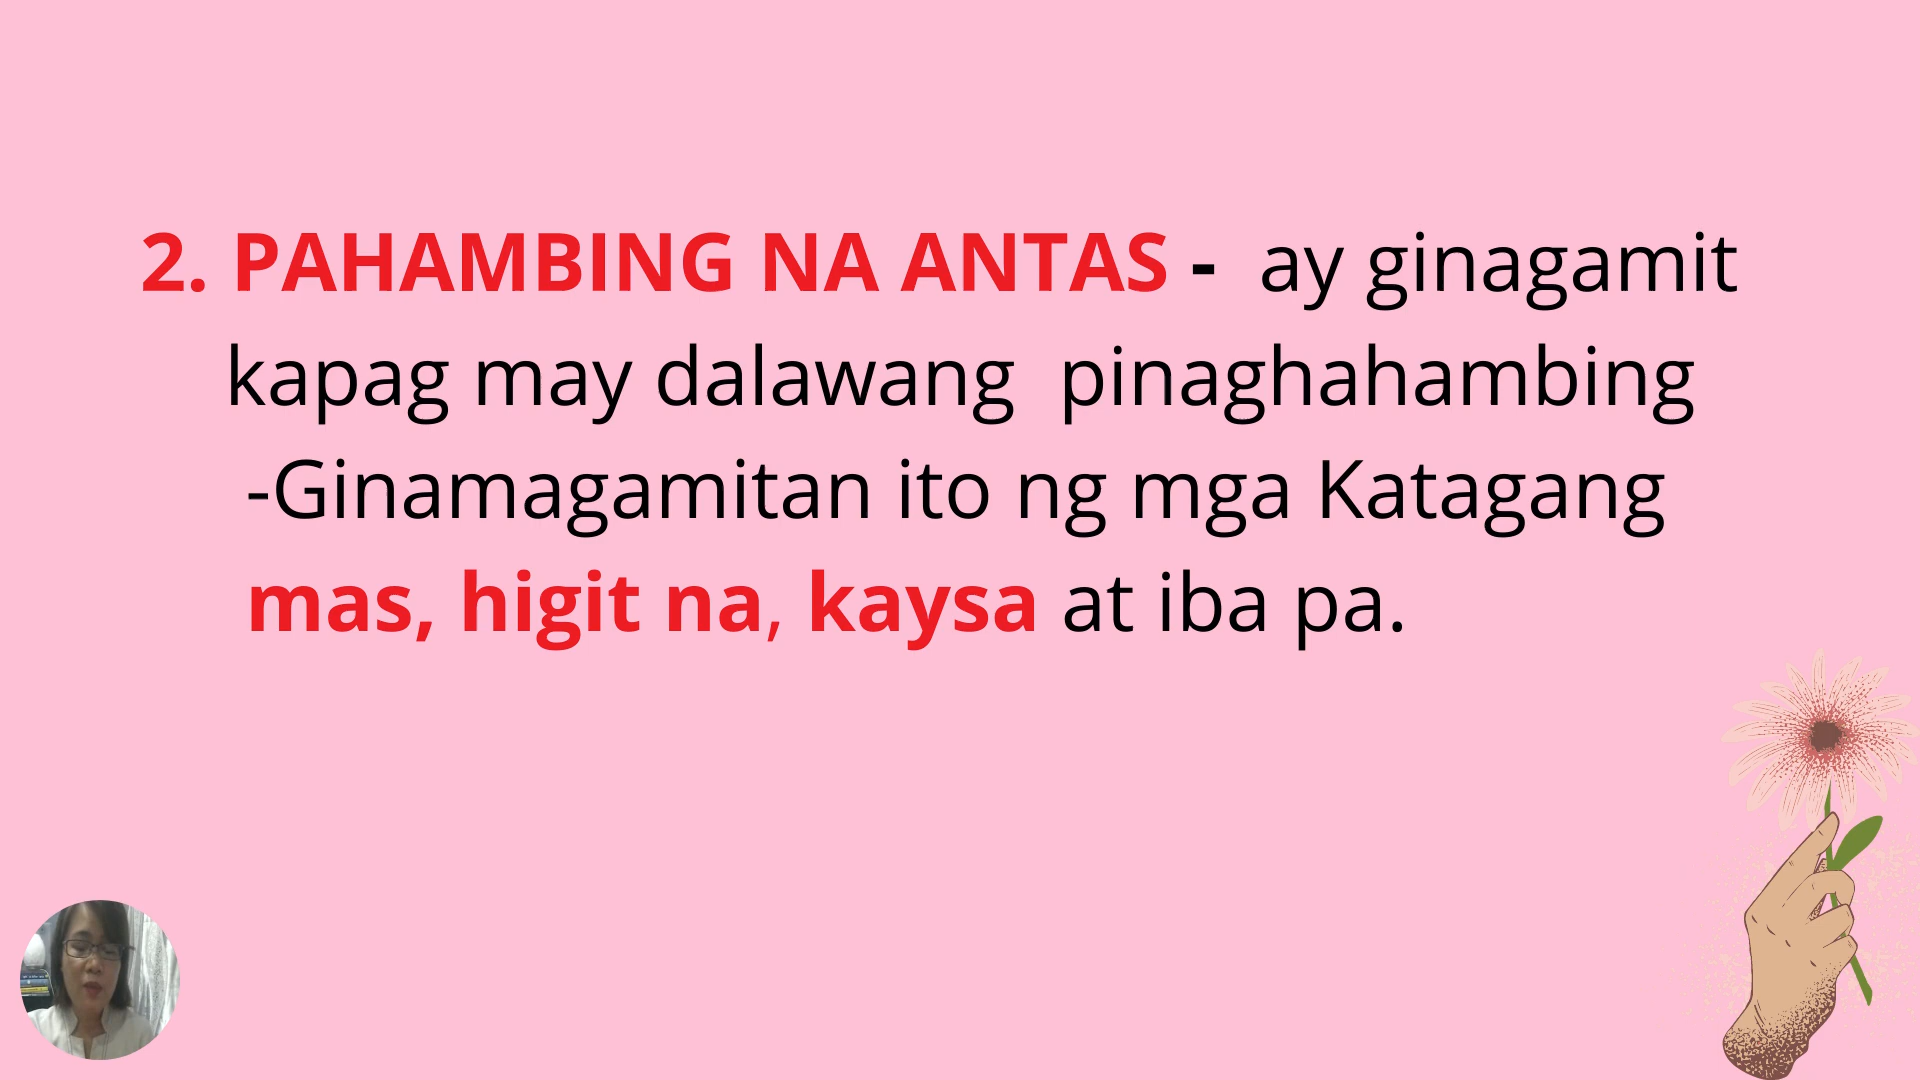 2. PAHAMBING NA ANTAS - ay ginagamit
kapag may dalawang pinaghahambing
-Ginamagamitan ito ng mga Katagang
mas, higit na, kaysa at iba pa.